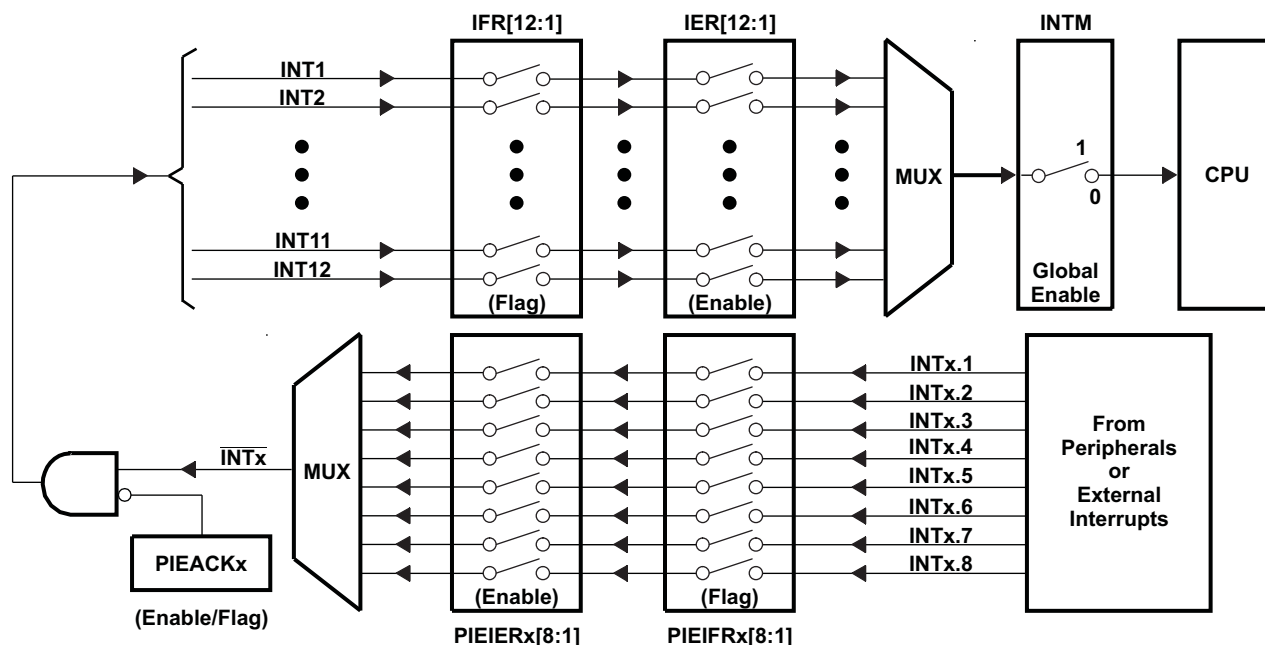 IFR[12:1]
IER[12:1]
INTM
INT1
INT2
1
MUX
CPU
0
INT11
INT12
Global
Enable
(Flag)
(Enable)
INTx.1
INTx.2
INTx.3
INTx.4
INTx.5
INTx.6
INTx.7
INTx.8
From
Peripherals
or
External
Interrupts
INTx
MUX
PIEACKx
(Enable/Flag)
(Enable)
(Flag)
PIEIERx[8:1]
PIEIFRx[8:1]